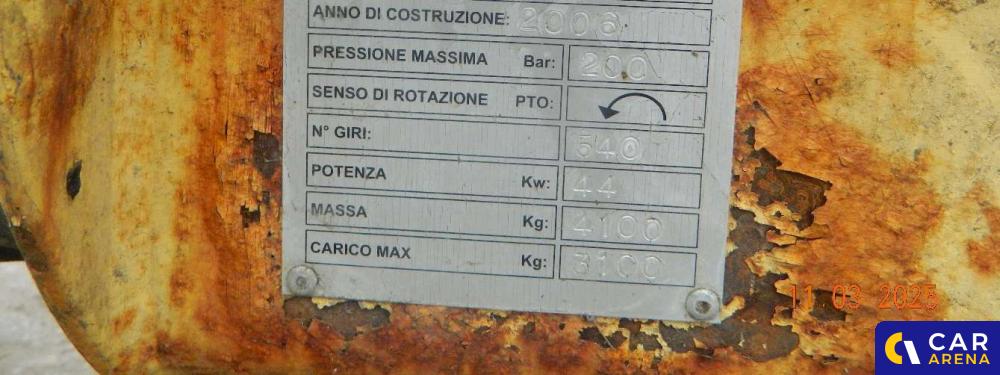 ANNO DI COSTRUZIONE: 2006
PRESSIONE MASSIMA Bar: 200
SENSO DI ROTAZIONE PTO:
N° GIRI: 540
POTENZA Kw: 44
MASSA Kg: 4100
CARICO MAX Kg: 3100
11 03 2025
CAR
ARENA